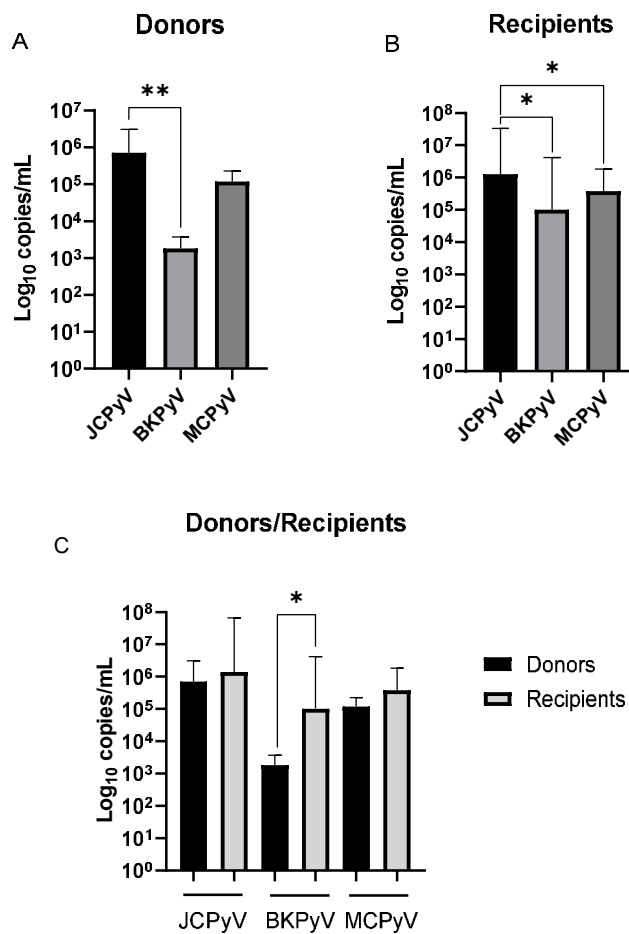 A
Donors
**
Log₁₀ copies/mL
10⁷
10⁶
10⁵
10⁴
10³
10²
10¹
10⁰
JCPyV
BKPyV
MCPyV
B
Recipients
*
*
Log₁₀ copies/mL
10⁸
10⁷
10⁶
10⁵
10⁴
10³
10²
10¹
10⁰
JCPyV
BKPyV
MCPyV
Donors/Recipients
C
*
Log₁₀ copies/mL
10⁸
10⁷
10⁶
10⁵
10⁴
10³
10²
10¹
10⁰
JCPyV
BKPyV
MCPyV
Donors
Recipients